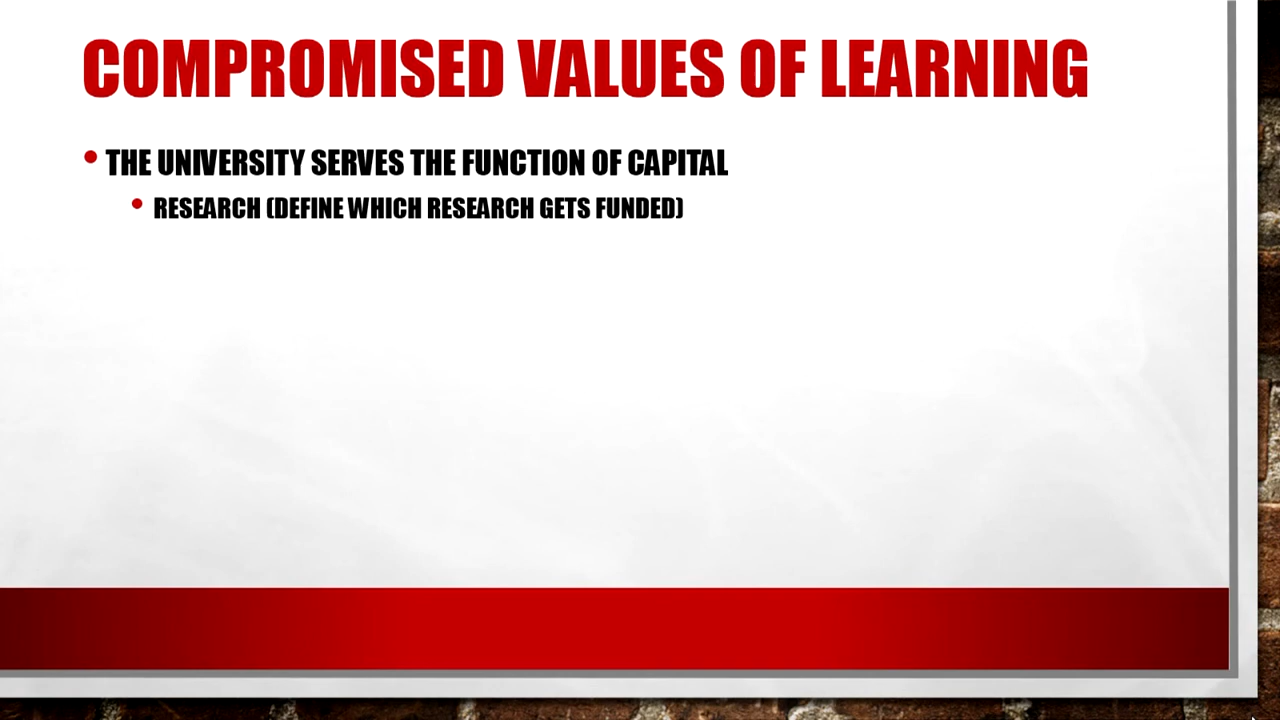 COMPROMISED VALUES OF LEARNING
• THE UNIVERSITY SERVES THE FUNCTION OF CAPITAL
• RESEARCH (DEFINE WHICH RESEARCH GETS FUNDED)